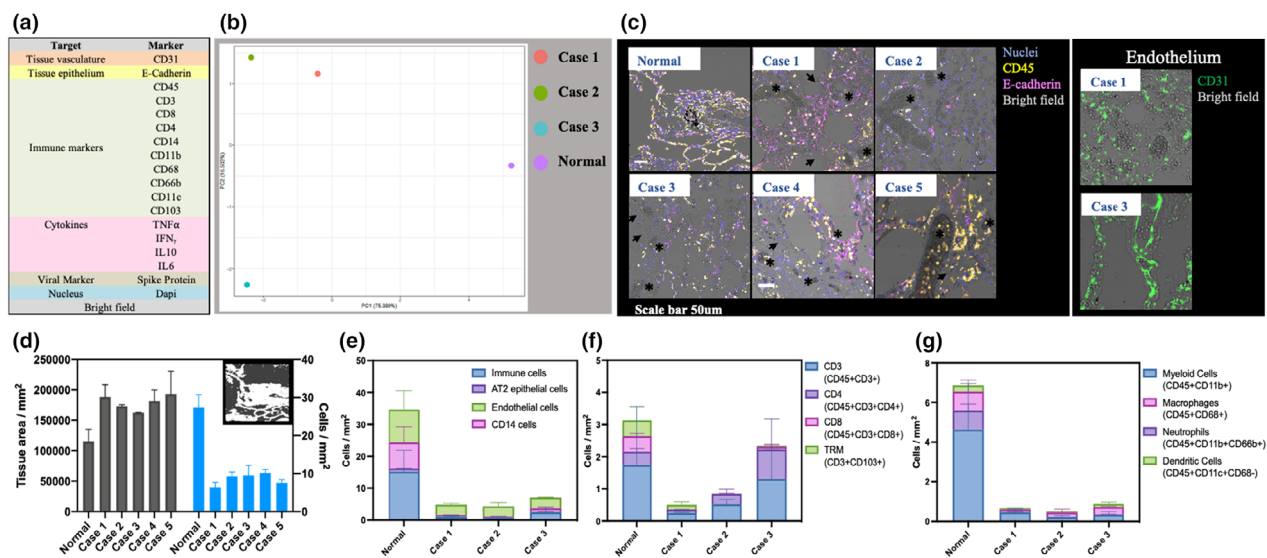 (a)
Target Marker
Tissue vasculature CD31
Tissue epithelium E-Cadherin
Immune markers
CD45
CD3
CD8
CD4
CD14
CD11b
CD68
CD66b
CD11c
CD103
Cytokines TNFα
IFNγ
IL10
IL6
Viral Marker Spike Protein
Nucleus Dapi
Bright field
(b)
Case 1
Case 2
Case 3
Normal
(c)
Normal
Case 1
Case 2
Case 3
Case 4
Case 5
Nuclei
CD45
E-cadherin
Bright field
Scale bar 50um
Endothelium
Case 1
Case 3
CD31
Bright field
(d)
Tissue area / mm²
250000
200000
150000
100000
50000
0
Cells / mm²
40
30
20
10
0
Normal
Case 1
Case 2
Case 3
Case 4
Case 5
Normal
Case 1
Case 2
Case 3
Case 4
Case 5
(e)
Cells / mm²
50
40
30
20
10
0
Immune cells
AT2 epithelial cells
Endothelial cells
CD14 cells
Normal
Case 1
Case 2
Case 3
(f)
Cells / mm²
5
4
3
2
1
0
CD3
(CD45+CD3+)
CD4
(CD45+CD3+CD4+)
CD8
(CD45+CD3+CD8+)
TRM
(CD3+CD103+)
Normal
Case 1
Case 2
Case 3
(g)
Cells / mm²
8
6
4
2
0
Myeloid Cells
(CD45+CD11b+)
Macrophages
(CD45+CD68+)
Neutrophils
(CD45+CD11b+CD66b+)
Dendritic Cells
(CD45+CD11c+CD68-)
Normal
Case 1
Case 2
Case 3